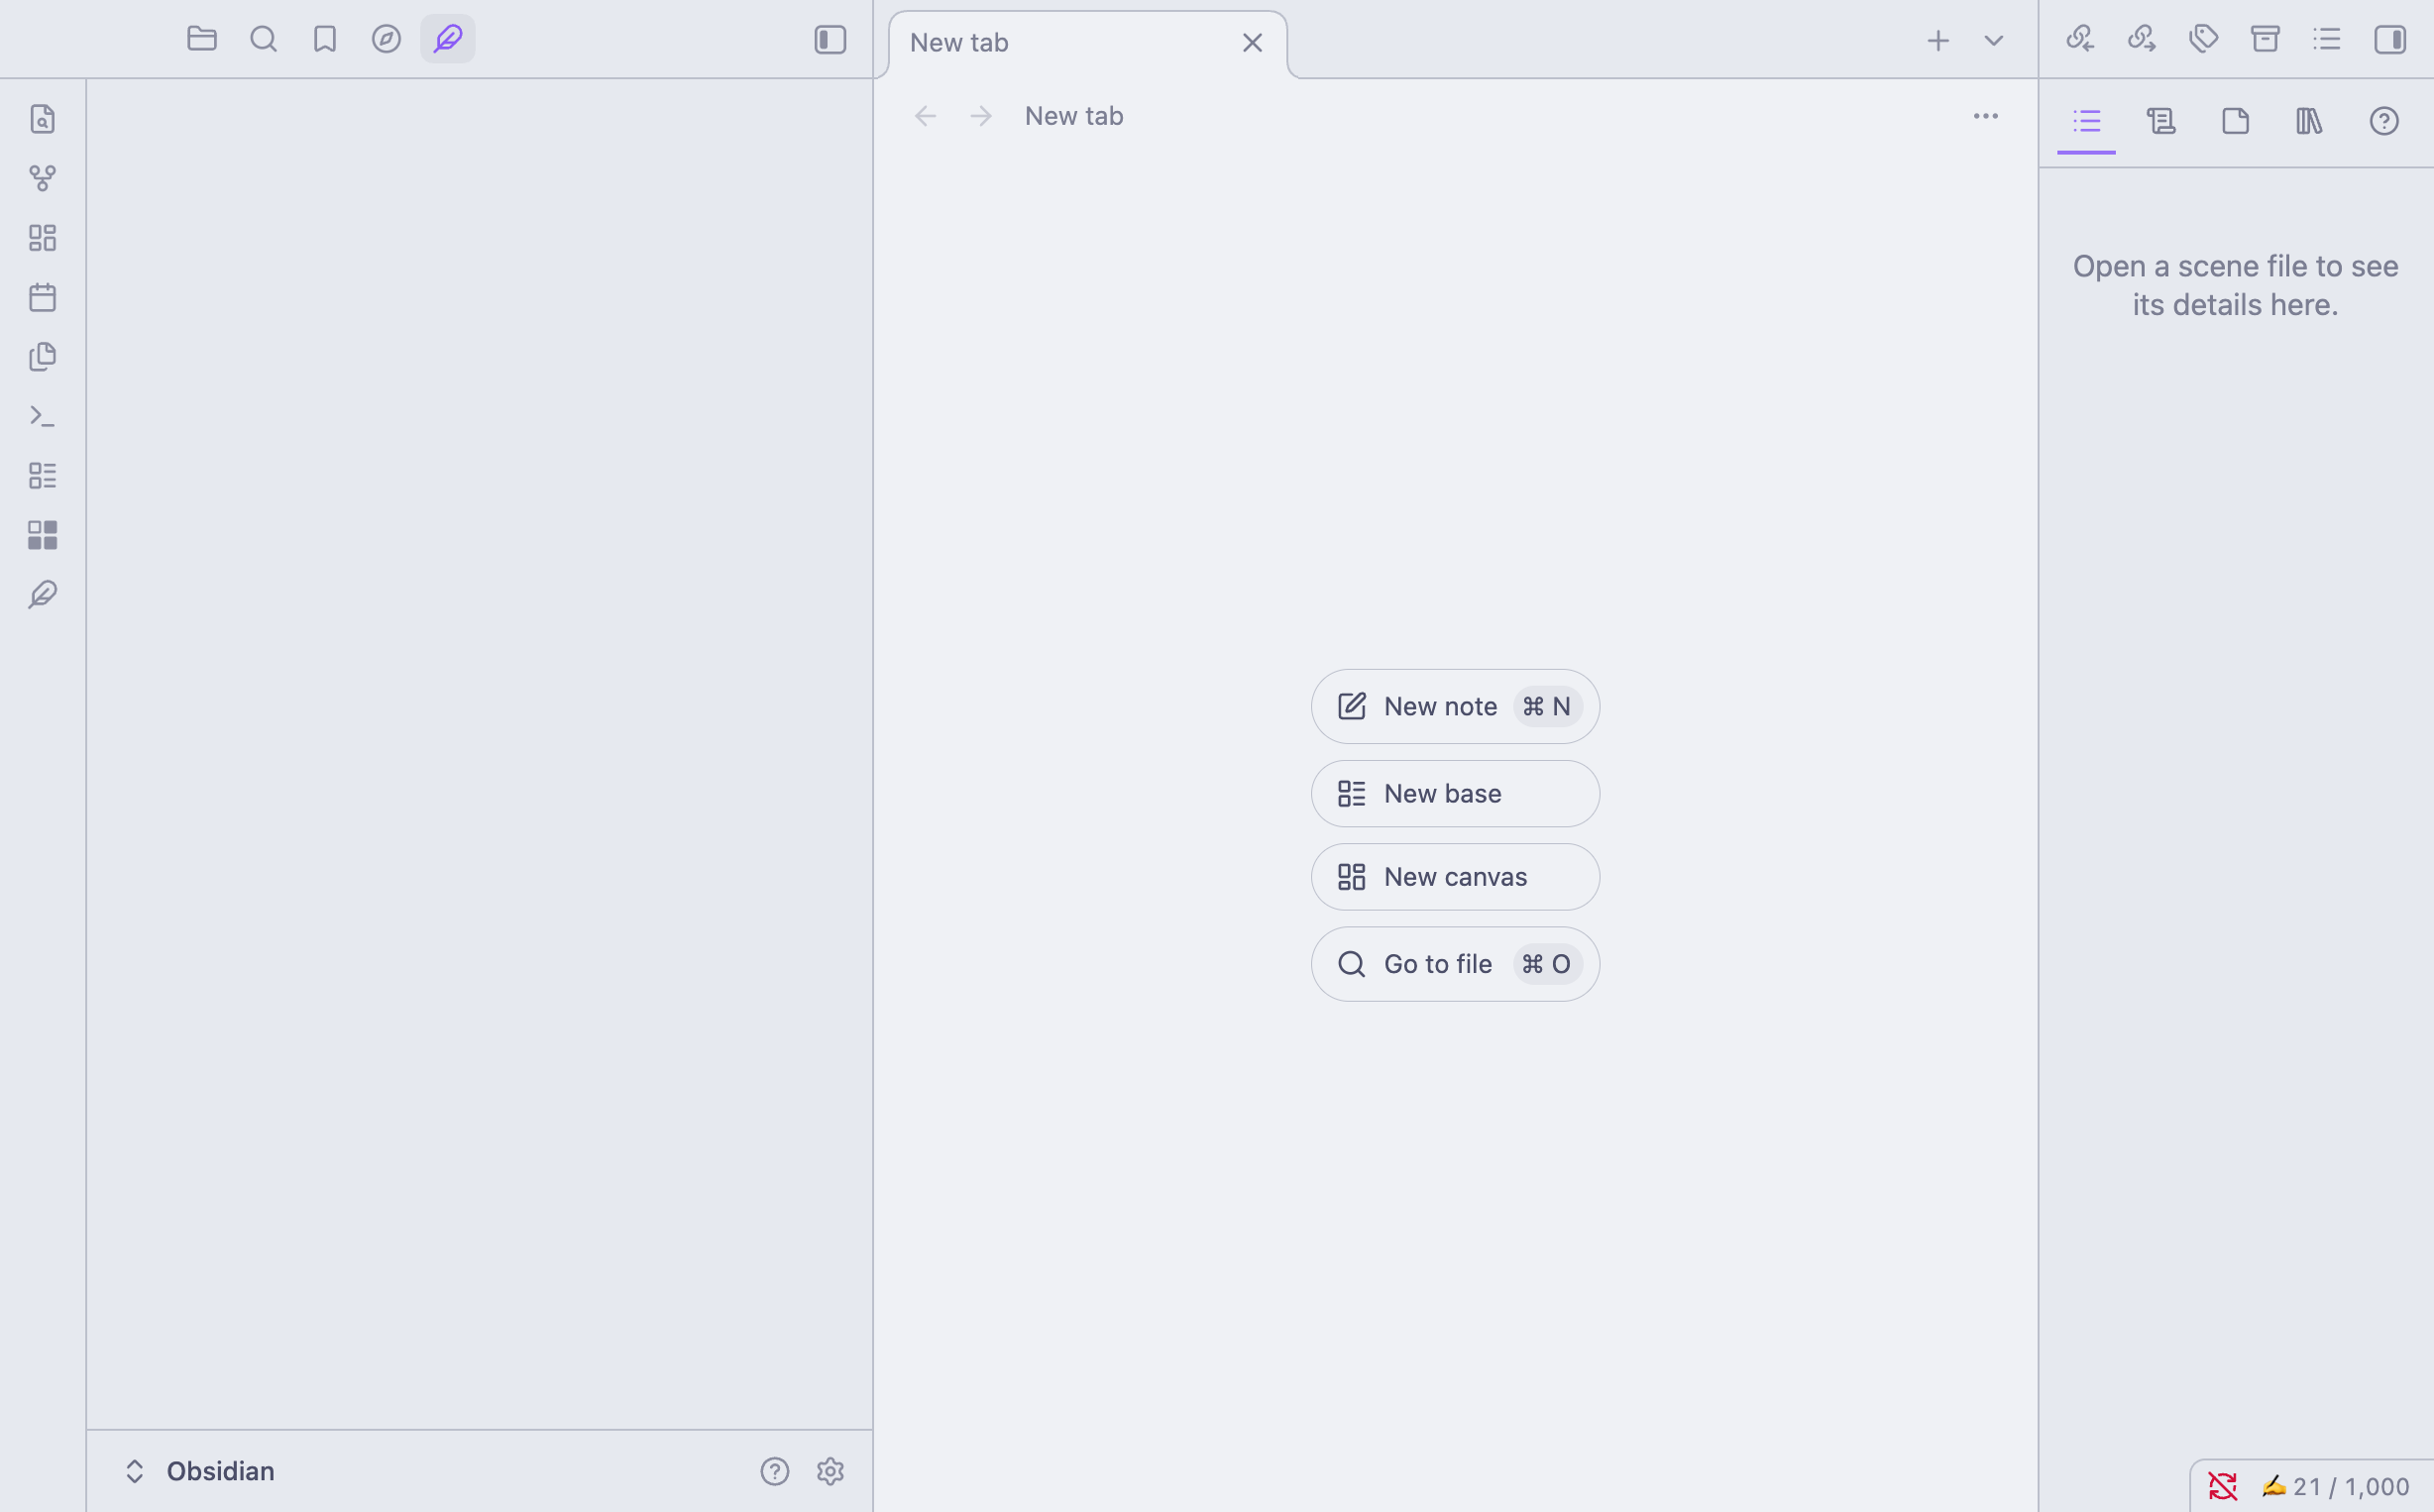 New tab
New tab
Open a scene file to see
its details here.
New note ⌘ N
New base
New canvas
Go to file ⌘ O
Obsidian
✍️ 21 / 1,000